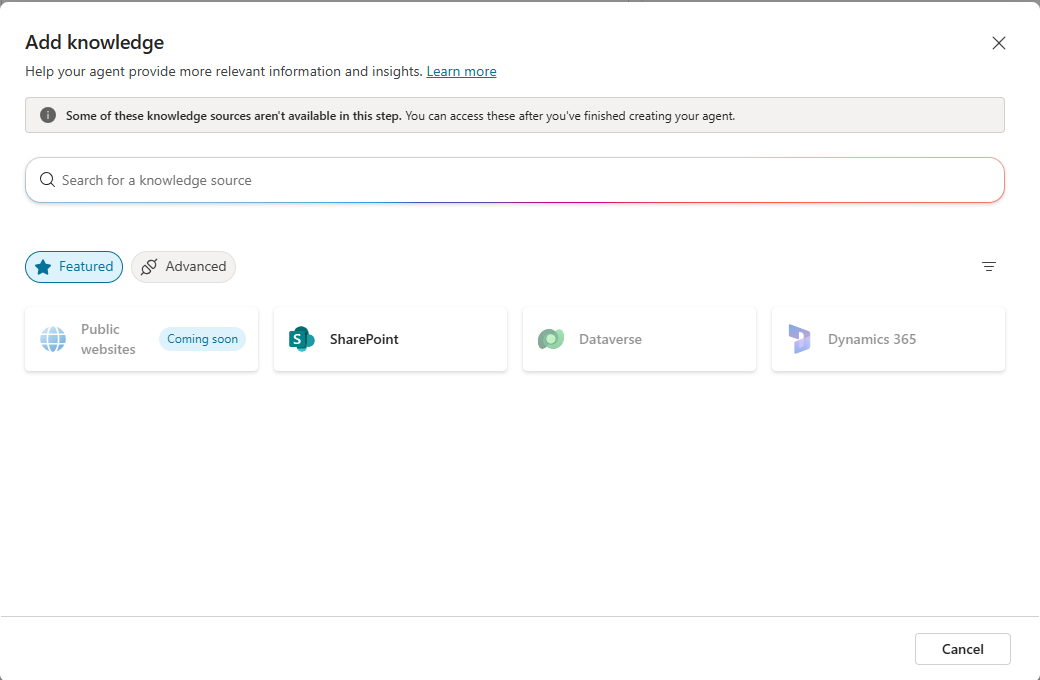 Add knowledge
Help your agent provide more relevant information and insights. Learn more
Some of these knowledge sources aren't available in this step. You can access these after you've finished creating your agent.
Search for a knowledge source
Featured
Advanced
Public
websites
Coming soon
SharePoint
Dataverse
Dynamics 365
Cancel